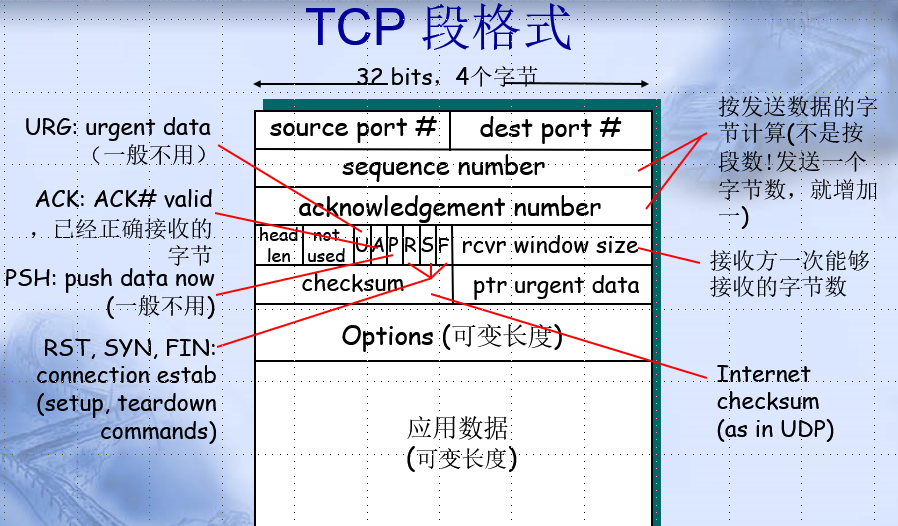 TCP 段格式
32 bits，4个字节
URG: urgent data
（一般不用）
ACK: ACK# valid
，已经正确接收的
字节
PSH: push data now
(一般不用)
RST, SYN, FIN:
connection estab
(setup, teardown
commands)
source port #
dest port #
sequence number
acknowledgement number
head
len
not
used
U
A
P
R
S
F
rcvr window size
checksum
ptr urgent data
Options (可变长度)
应用数据
(可变长度)
按发送数据的字
节计算(不是按
段数!发送一个
字节数，就增加
一)
接收方一次能够
接收的字节数
Internet
checksum
(as in UDP)